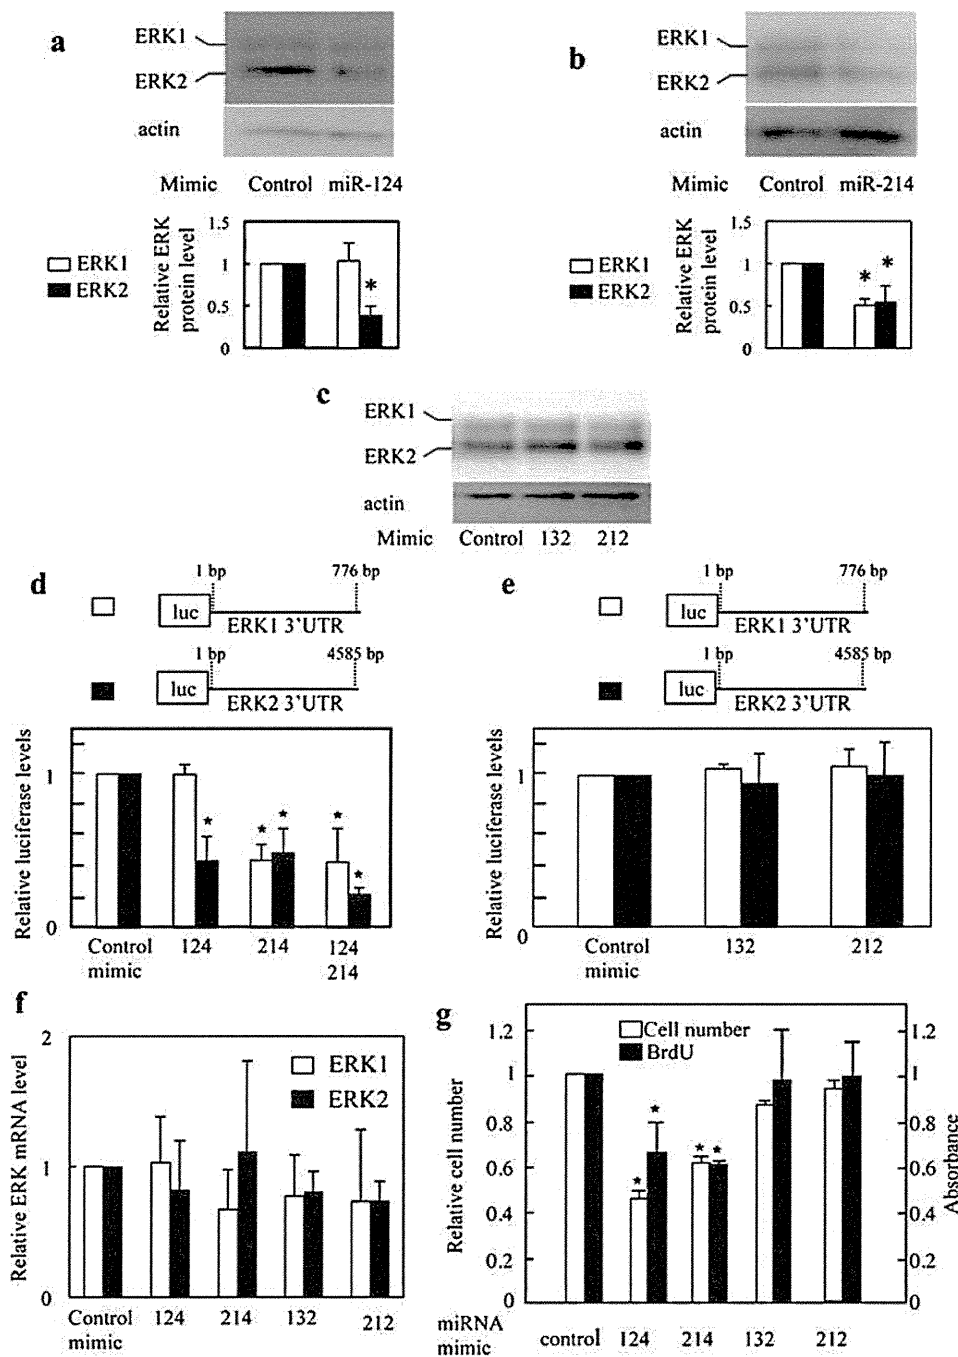 a
ERK1
ERK2
actin
Mimic Control miR-124
ERK1
ERK2
Relative ERK
protein level
1.5
1
0.5
0
*
b
ERK1
ERK2
actin
Mimic Control miR-214
ERK1
ERK2
Relative ERK
protein level
1.5
1
0.5
0
* *
c
ERK1
ERK2
actin
Mimic Control 132 212
d
1 bp 776 bp
luc
ERK1 3'UTR
1 bp 4585 bp
luc
ERK2 3'UTR
Relative luciferase levels
1
0
* * * * *
Control
mimic
124
214
124
214
e
1 bp 776 bp
luc
ERK1 3'UTR
1 bp 4585 bp
luc
ERK2 3'UTR
Relative luciferase levels
1
0
Control
mimic
132
212
f
Relative ERK mRNA level
2
1
0
ERK1
ERK2
Control
mimic
124
214
132
212
g
Relative cell number
1.2
1
0.8
0.6
0.4
0.2
0
Cell number
BrdU
* * * *
1.2
1
0.8
0.6
0.4
0.2
0
Absorbance
miRNA
mimic
control 124 214 132 212